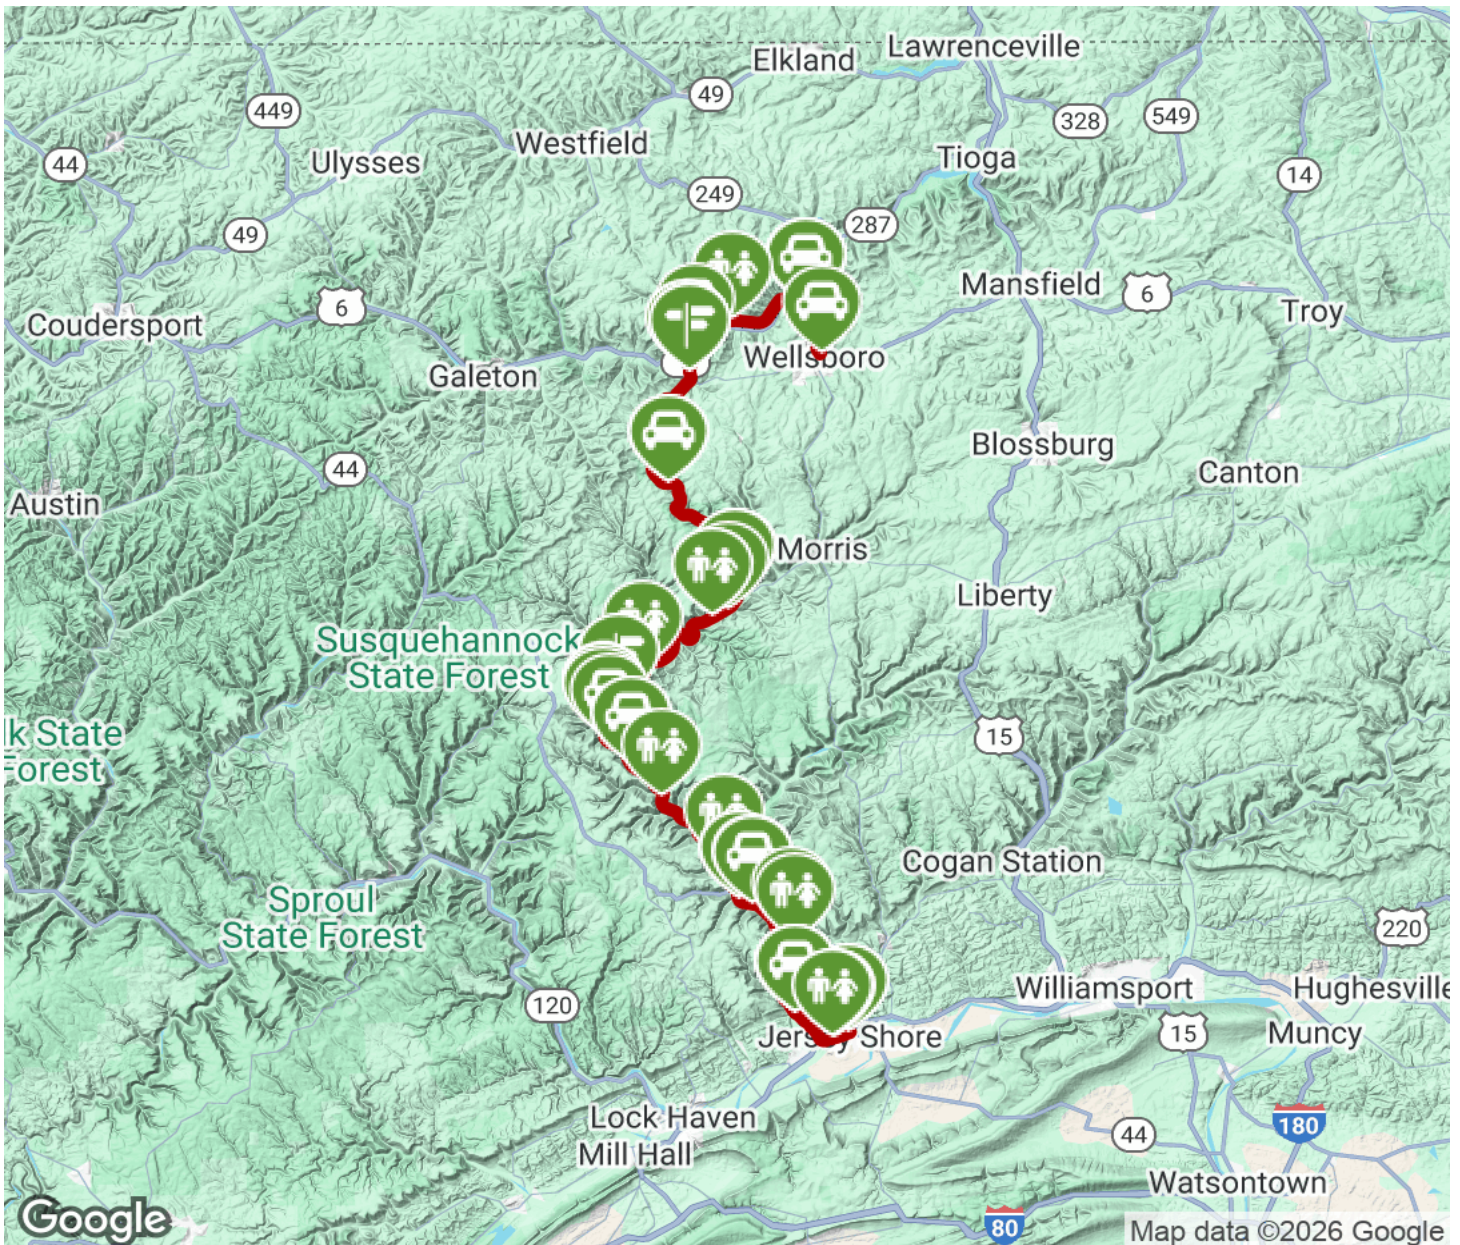 Lawrenceville
Elkland
49
449
328
549
Westfield
Tioga
44
Ulysses
14
249
287
49
Mansfield
6
6
Troy
Coudersport
Wellsboro
Galeton
Blossburg
44
Canton
Austin
Morris
Liberty
Susquehannock
State Forest
lk State
Forest
15
Cogan Station
Sproul
State Forest
220
Williamsport
Hughesville
120
15
Muncy
Jersey Shore
Lock Haven
180
44
Mill Hall
Watsontown
Google
80
Map data ©2026 Google